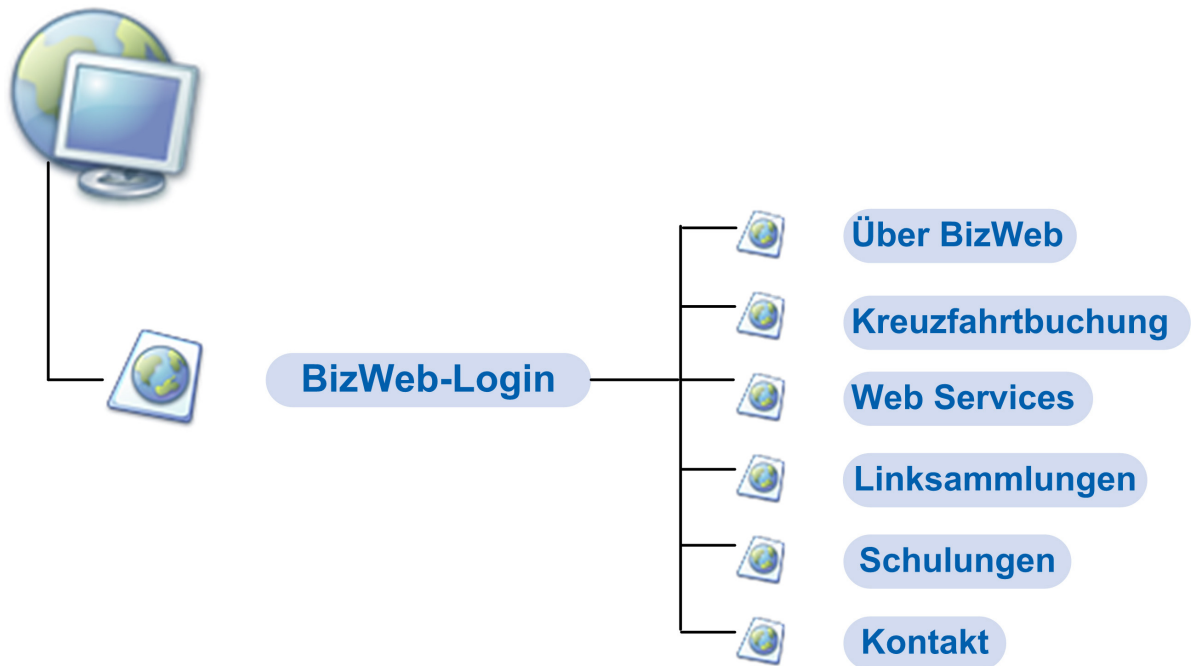 Über BizWeb
Kreuzfahrtbuchung
BizWeb-Login
Web Services
Linksammlungen
Schulungen
Kontakt